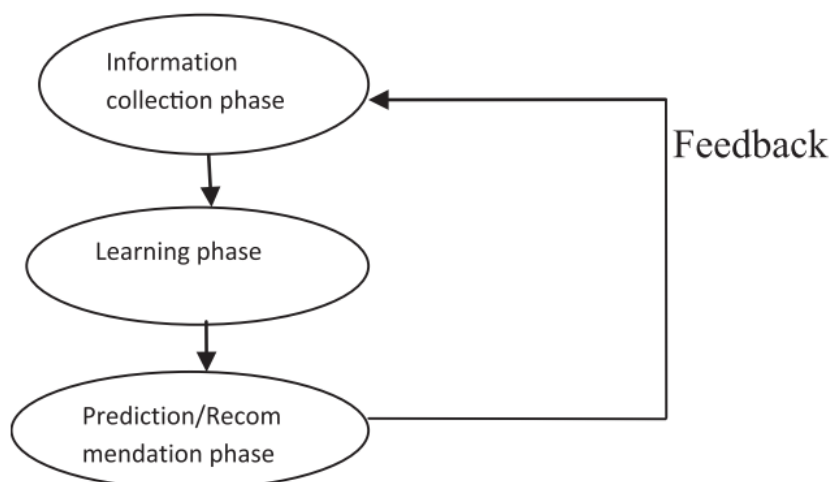 Information
collection phase
Feedback
Learning phase
Prediction/Recom
mendation phase